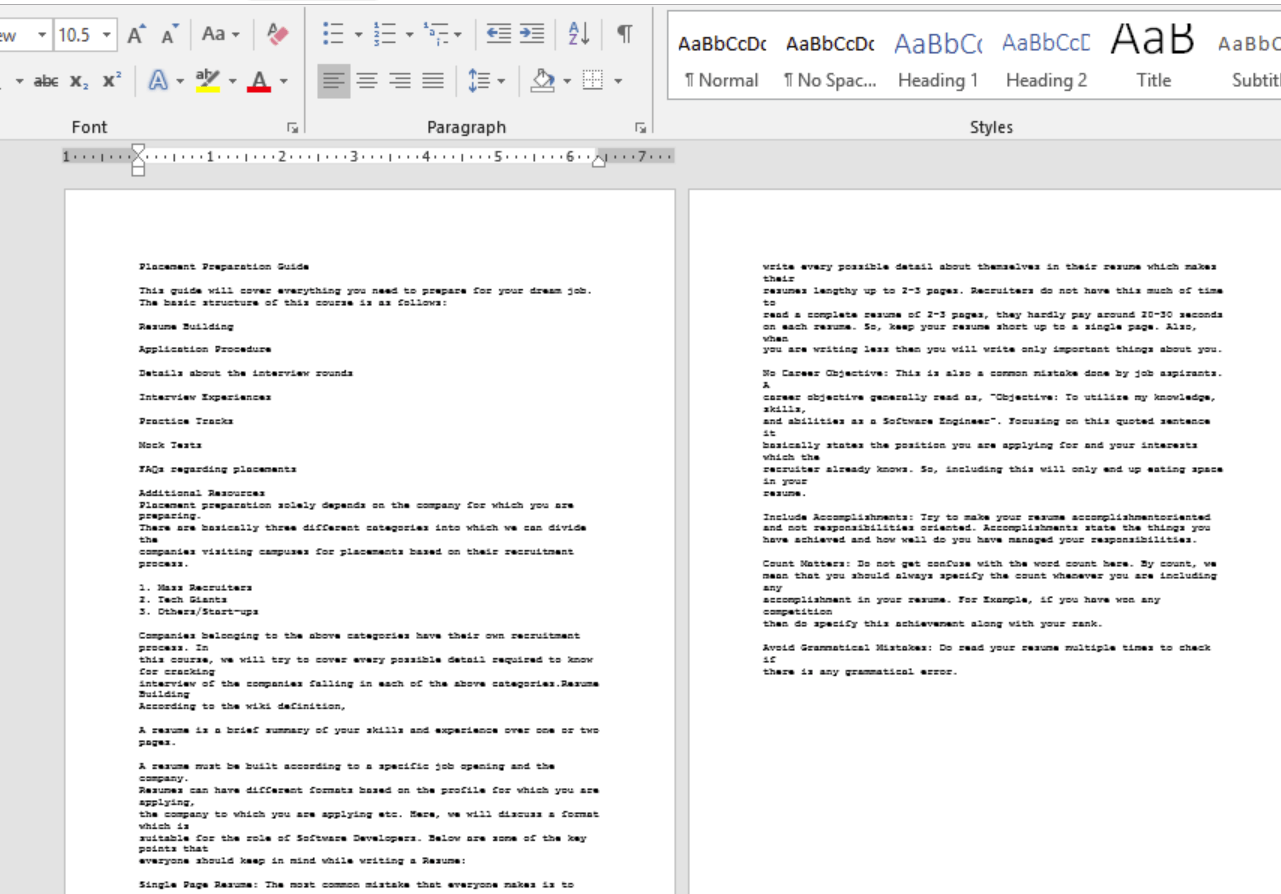 ew 10.5 A A Aa A
abc X₂ X² A aby A
Font Paragraph Styles
AaBbCcDc AaBbCcDc AaBbC AaBbCcD AaB AaBbC
¶ Normal ¶ No Spac... Heading 1 Heading 2 Title Subtitl
1 1 2 3 4 5 6 7
Placement Preparation Guide
This guide will cover everything you need to prepare for your dream job.
The basic structure of this course is as follows:
Resume Building
Application Procedure
Details about the interview rounds
Interview Experiences
Practice Tracks
Mock Tests
FAQs regarding placements
Additional Resources
Placement preparation solely depends on the company for which you are
preparing.
There are basically three different categories into which we can divide
the
companies visiting campuses for placements based on their recruitment
process.
1. Mass Recruiters
2. Tech Giants
3. Others/Start-ups
Companies belonging to the above categories have their own recruitment
process. In
this course, we will try to cover every possible detail required to know
for cracking
interview of the companies falling in each of the above categories.Resume
Building
According to the wiki definition,
A resume is a brief summary of your skills and experience over one or two
pages.
A resume must be built according to a specific job opening and the
company.
Resumes can have different formats based on the profile for which you are
applying,
the company to which you are applying etc. Here, we will discuss a format
which is
suitable for the role of Software Developers. Below are some of the key
points that
everyone should keep in mind while writing a Resume:
Single Page Resume: The most common mistake that everyone makes is to
write every possible detail about themselves in their resume which makes
their
resumes lengthy up to 2-3 pages. Recruiters do not have this much of time
to
read a complete resume of 2-3 pages, they hardly pay around 20-30 seconds
on each resume. So, keep your resume short up to a single page. Also,
when
you are writing less then you will write only important things about you.
No Career Objective: This is also a common mistake done by job aspirants.
A
career objective generally read as, "Objective: To utilize my knowledge,
skills,
and abilities as a Software Engineer". Focusing on this quoted sentence
it
basically states the position you are applying for and your interests
which the
recruiter already knows. So, including this will only end up eating space
in your
resume.
Include Accomplishments: Try to make your resume accomplishmentoriented
and not responsibilities oriented. Accomplishments state the things you
have achieved and how well do you have managed your responsibilities.
Count Matters: Do not get confuse with the word count here. By count, we
mean that you should always specify the count whenever you are including
any
accomplishment in your resume. For Example, if you have won any
competition
then do specify this achievement along with your rank.
Avoid Grammatical Mistakes: Do read your resume multiple times to check
if
there is any grammatical error.